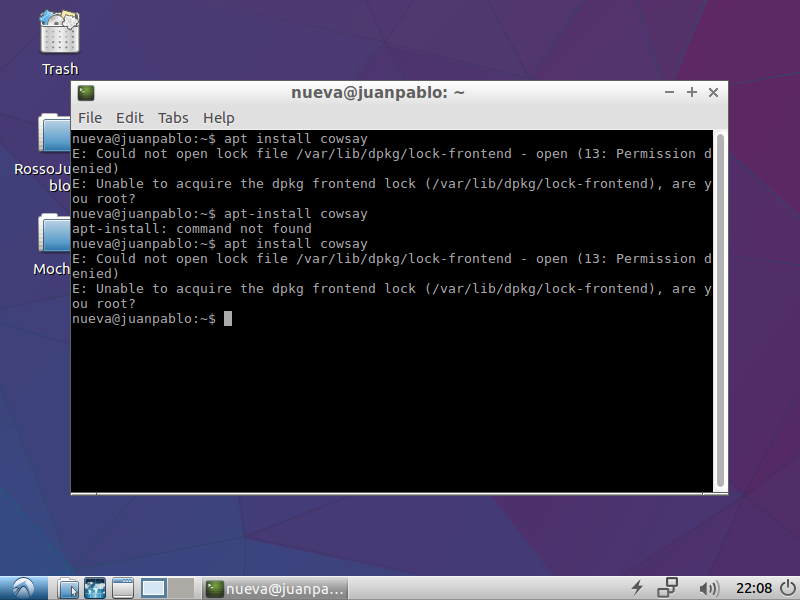 Trash
nueva@juanpablo: ~
File Edit Tabs Help
nueva@juanpablo:~$ apt install cowsay
E: Could not open lock file /var/lib/dpkg/lock-frontend - open (13: Permission d
enied)
E: Unable to acquire the dpkg frontend lock (/var/lib/dpkg/lock-frontend), are y
ou root?
nueva@juanpablo:~$ apt-install cowsay
apt-install: command not found
nueva@juanpablo:~$ apt install cowsay
E: Could not open lock file /var/lib/dpkg/lock-frontend - open (13: Permission d
enied)
E: Unable to acquire the dpkg frontend lock (/var/lib/dpkg/lock-frontend), are y
ou root?
nueva@juanpablo:~$
RossoJu
blo
Moch
nueva@juanpa...
22:08